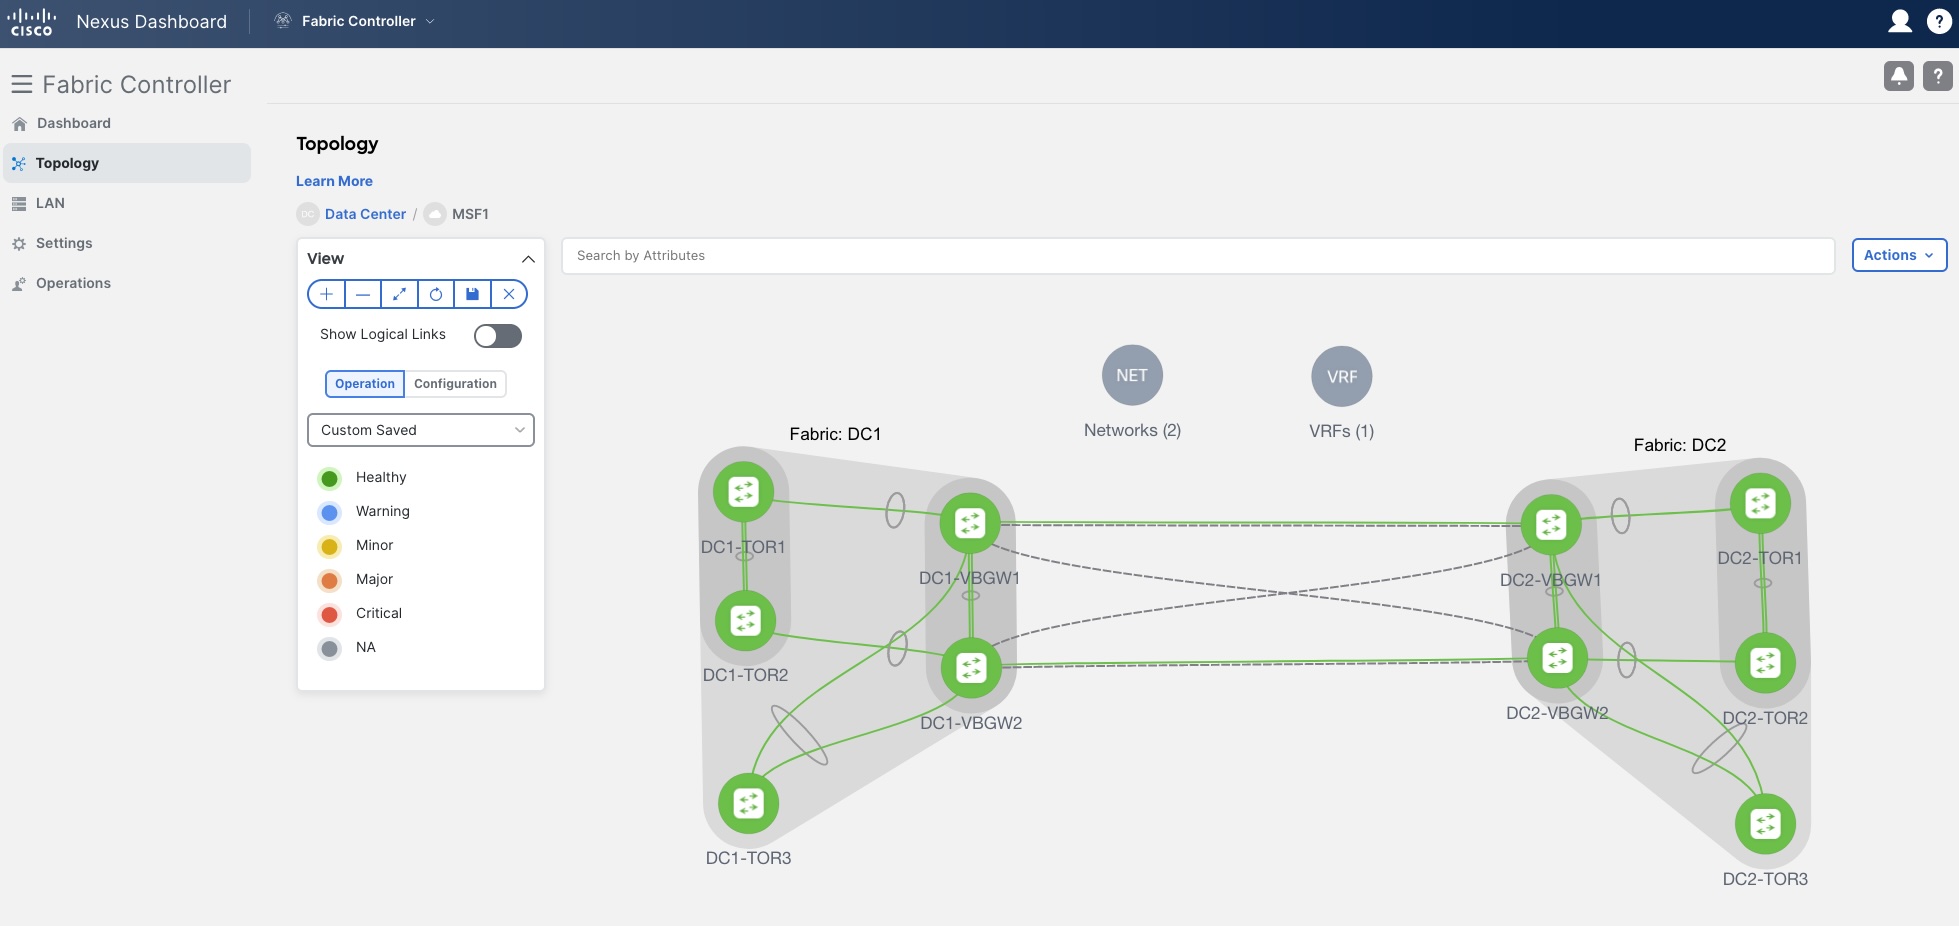 CISCO Nexus Dashboard Fabric Controller ?
Fabric Controller ?
Dashboard
Topology
LAN
Settings
Operations
Topology
Learn More
DC Data Center / MSF1
View
Search by Attributes
Actions
Show Logical Links
Operation Configuration
Custom Saved
Healthy
Warning
Minor
Major
Critical
NA
NET
Networks (2)
VRF
VRFs (1)
Fabric: DC1
DC1-TOR1
DC1-VBGW1
DC1-TOR2
DC1-VBGW2
DC1-TOR3
Fabric: DC2
DC2-VBGW1
DC2-TOR1
DC2-VBGW2
DC2-TOR2
DC2-TOR3